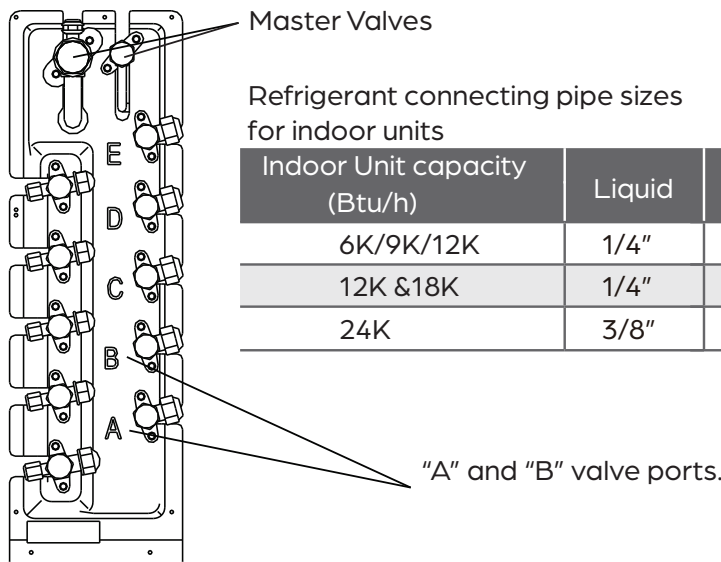 Master Valves
Refrigerant connecting pipe sizes
for indoor units
Indoor Unit capacity
(Btu/h)
Liquid
6K/9K/12K 1/4"
12K &18K 1/4"
24K 3/8"
E
D
C
B
A
“A” and “B” valve ports.